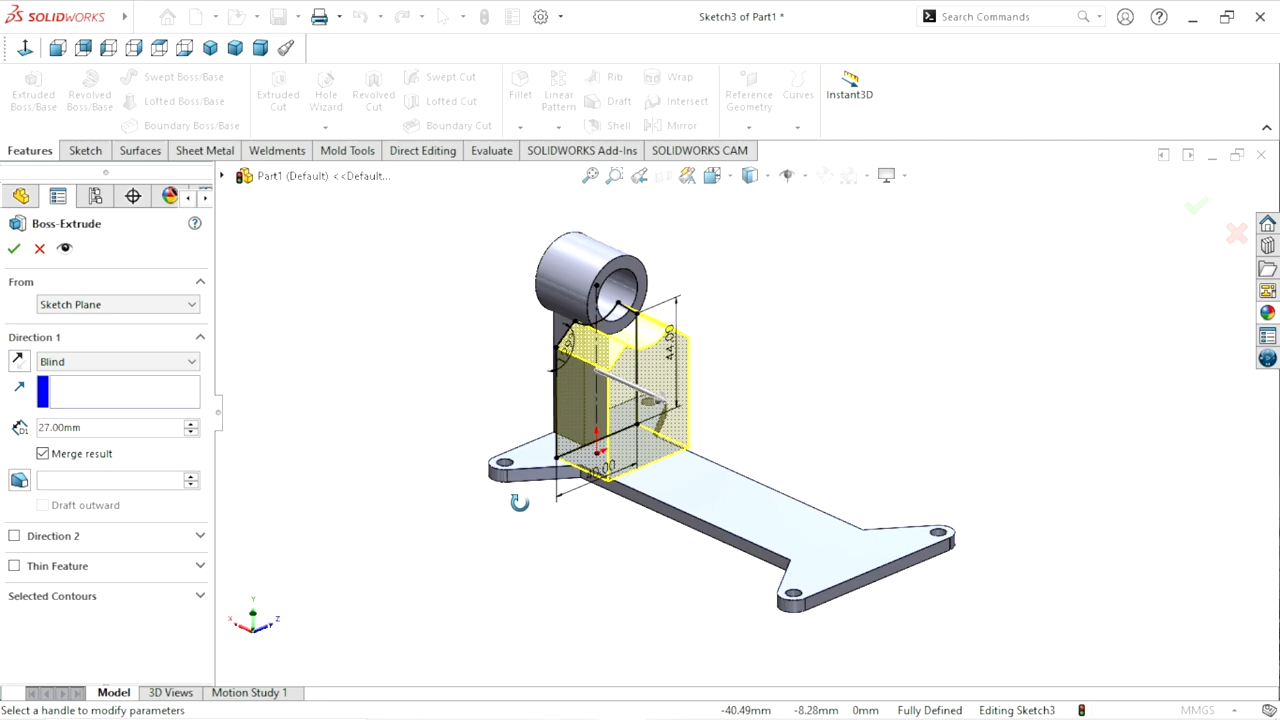 SOLIDWORKS
Sketch3 of Part1 *
Search Commands
Extruded Boss/Base
Revolved Boss/Base
Swept Boss/Base
Lofted Boss/Base
Boundary Boss/Base
Extruded Cut
Hole Wizard
Revolved Cut
Swept Cut
Lofted Cut
Boundary Cut
Fillet
Linear Pattern
Rib
Draft
Shell
Wrap
Intersect
Mirror
Reference Geometry
Curves
Instant3D
Features
Sketch
Surfaces
Sheet Metal
Weldments
Mold Tools
Direct Editing
Evaluate
SOLIDWORKS Add-Ins
SOLIDWORKS CAM
Part1 (Default) <<Default...
Boss-Extrude
From
Sketch Plane
Direction 1
Blind
27.00mm
Merge result
Draft outward
Direction 2
Thin Feature
Selected Contours
44.00
Y
X
Z
Model
3D Views
Motion Study 1
Select a handle to modify parameters
-40.49mm
-8.28mm
0mm
Fully Defined
Editing Sketch3
MMGS